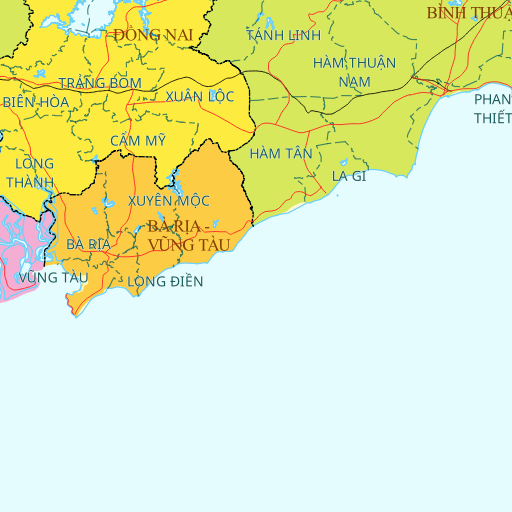 BÌNH THUẬ
ĐỒNG NAI
TÁNH LINH
HÀM THUẬN
NAM
TRẢNG BOM
BIÊN HÒA
XUÂN LỘC
PHAN
THIẾT
CẨM MỸ
HÀM TÂN
LONG
THÀNH
LA GI
XUYÊN MỘC
BÀ RỊA -
VŨNG TÀU
BÀ RỊA
VŨNG TÀU
LONG ĐIỀN